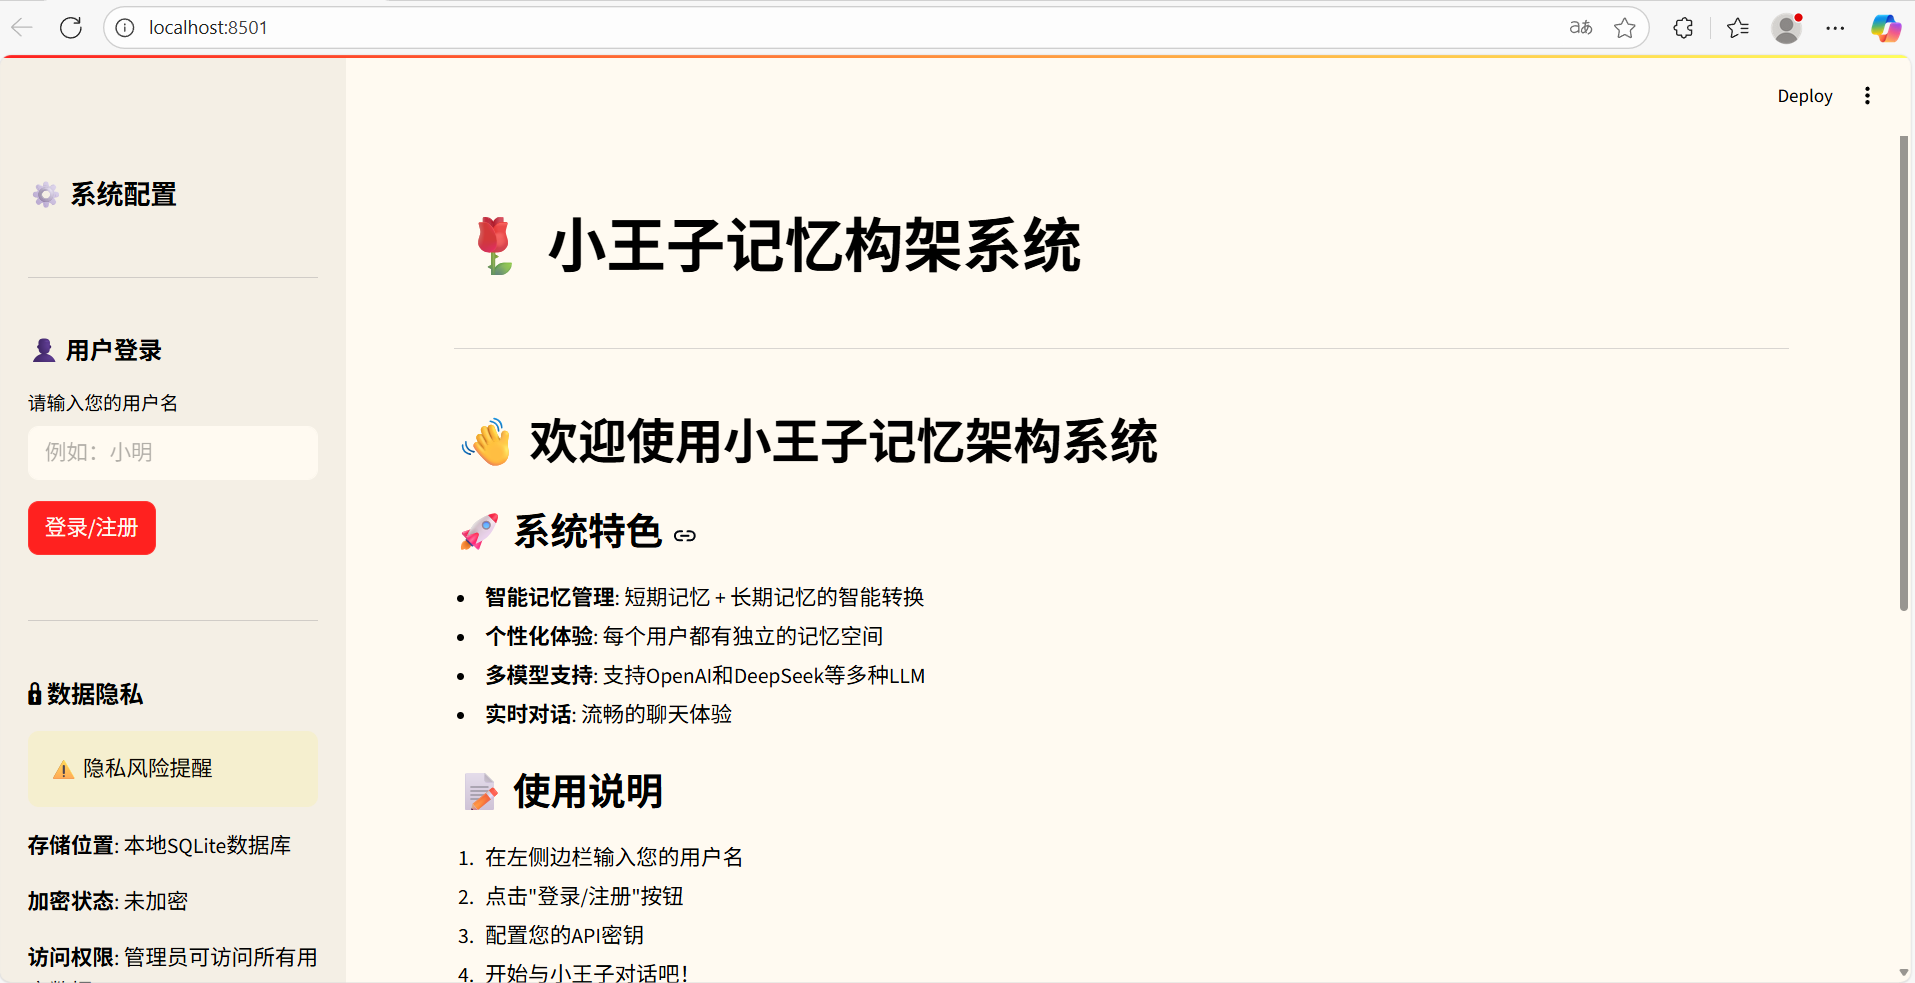 localhost:8501
Deploy
系统配置
用户登录
请输入您的用户名
例如：小明
登录/注册
数据隐私
隐私风险提醒
存储位置: 本地SQLite数据库
加密状态: 未加密
访问权限: 管理员可访问所有用
小王子记忆构架系统
欢迎使用小王子记忆架构系统
系统特色
智能记忆管理: 短期记忆 + 长期记忆的智能转换
个性化体验: 每个用户都有独立的记忆空间
多模型支持: 支持OpenAI和DeepSeek等多种LLM
实时对话: 流畅的聊天体验
使用说明
1. 在左侧边栏输入您的用户名
2. 点击"登录/注册"按钮
3. 配置您的API密钥
4. 开始与小王子对话吧！